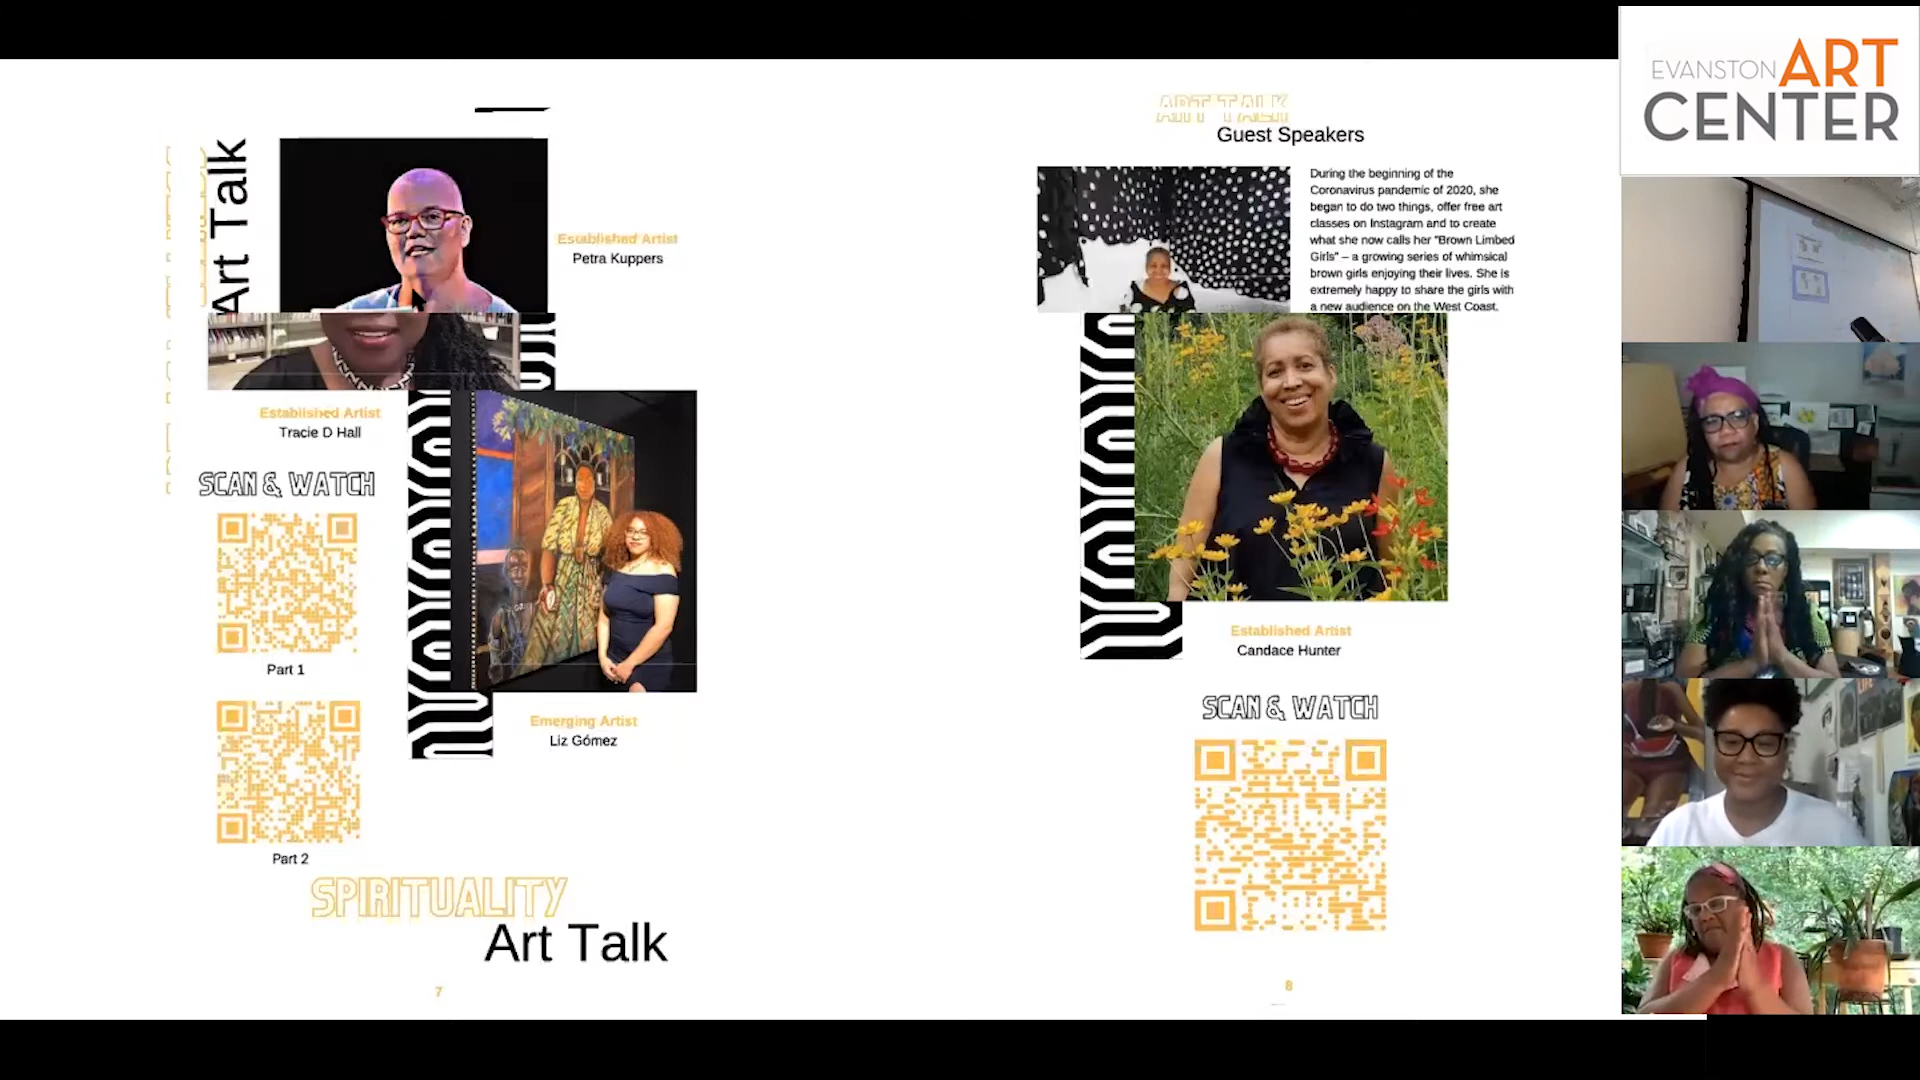 Art Talk
Established Artist
Petra Kuppers
Established Artist
Tracie D Hall
SCAN & WATCH
Part 1
Part 2
Emerging Artist
Liz Gómez
SPIRITUALITY
Art Talk
7
ART TALK
Guest Speakers
During the beginning of the
Coronavirus pandemic of 2020, she
began to do two things, offer free art
classes on Instagram and to create
what she now calls her "Brown Limbed
Girls" – a growing series of whimsical
brown girls enjoying their lives. She is
extremely happy to share the girls with
a new audience on the West Coast.
Established Artist
Candace Hunter
SCAN & WATCH
8
EVANSTON ART
CENTER